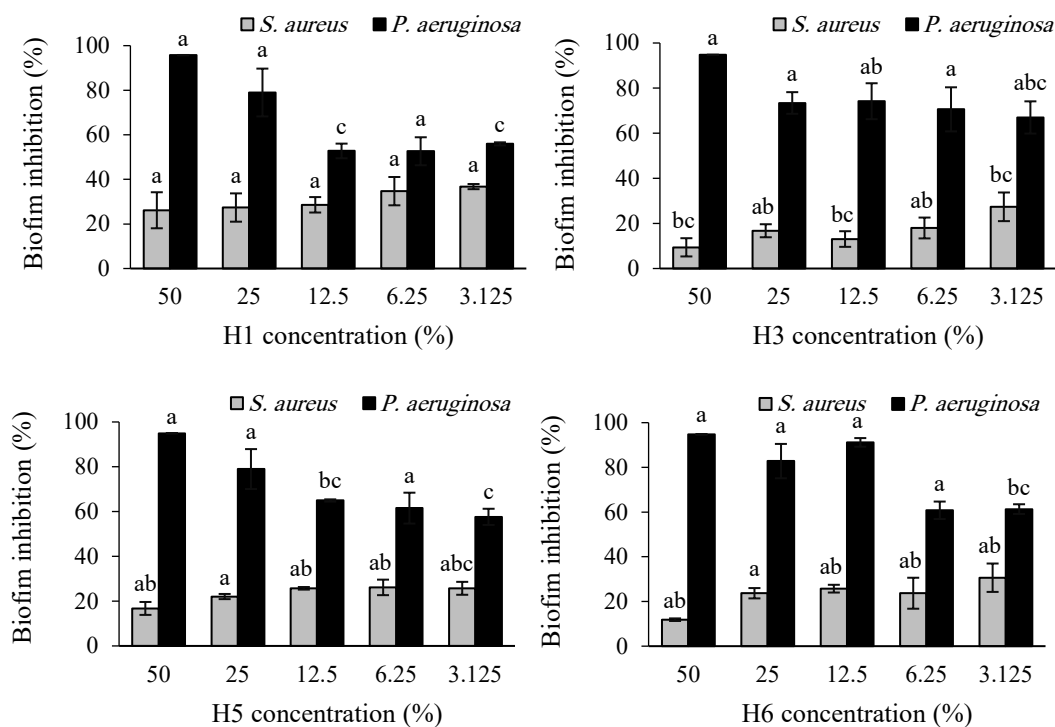 S. aureus P. aeruginosa
Biofim inhibition (%)
100
80
60
40
20
0
a a c a c
a a a a a
50 25 12.5 6.25 3.125
H1 concentration (%)
S. aureus P. aeruginosa
Biofim inhibition (%)
100
80
60
40
20
0
a a ab a abc
bc ab bc ab bc
50 25 12.5 6.25 3.125
H3 concentration (%)
S. aureus P. aeruginosa
Biofim inhibition (%)
100
80
60
40
20
0
a a bc a c
ab a ab ab abc
50 25 12.5 6.25 3.125
H5 concentration (%)
S. aureus P. aeruginosa
Biofim inhibition (%)
100
80
60
40
20
0
a a a a bc
ab a ab ab ab
50 25 12.5 6.25 3.125
H6 concentration (%)